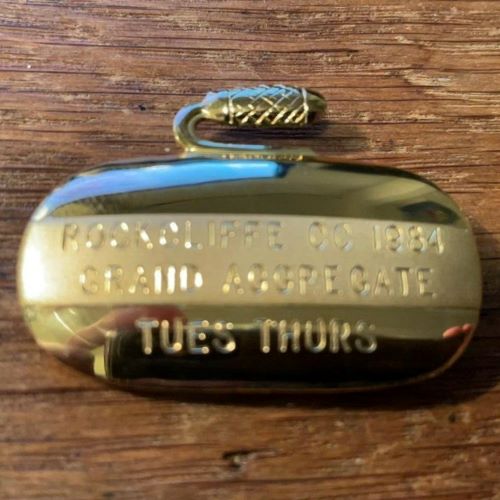 ROCKCLIFFE CC 1984
GRAND AGGREGATE
TUES THURS